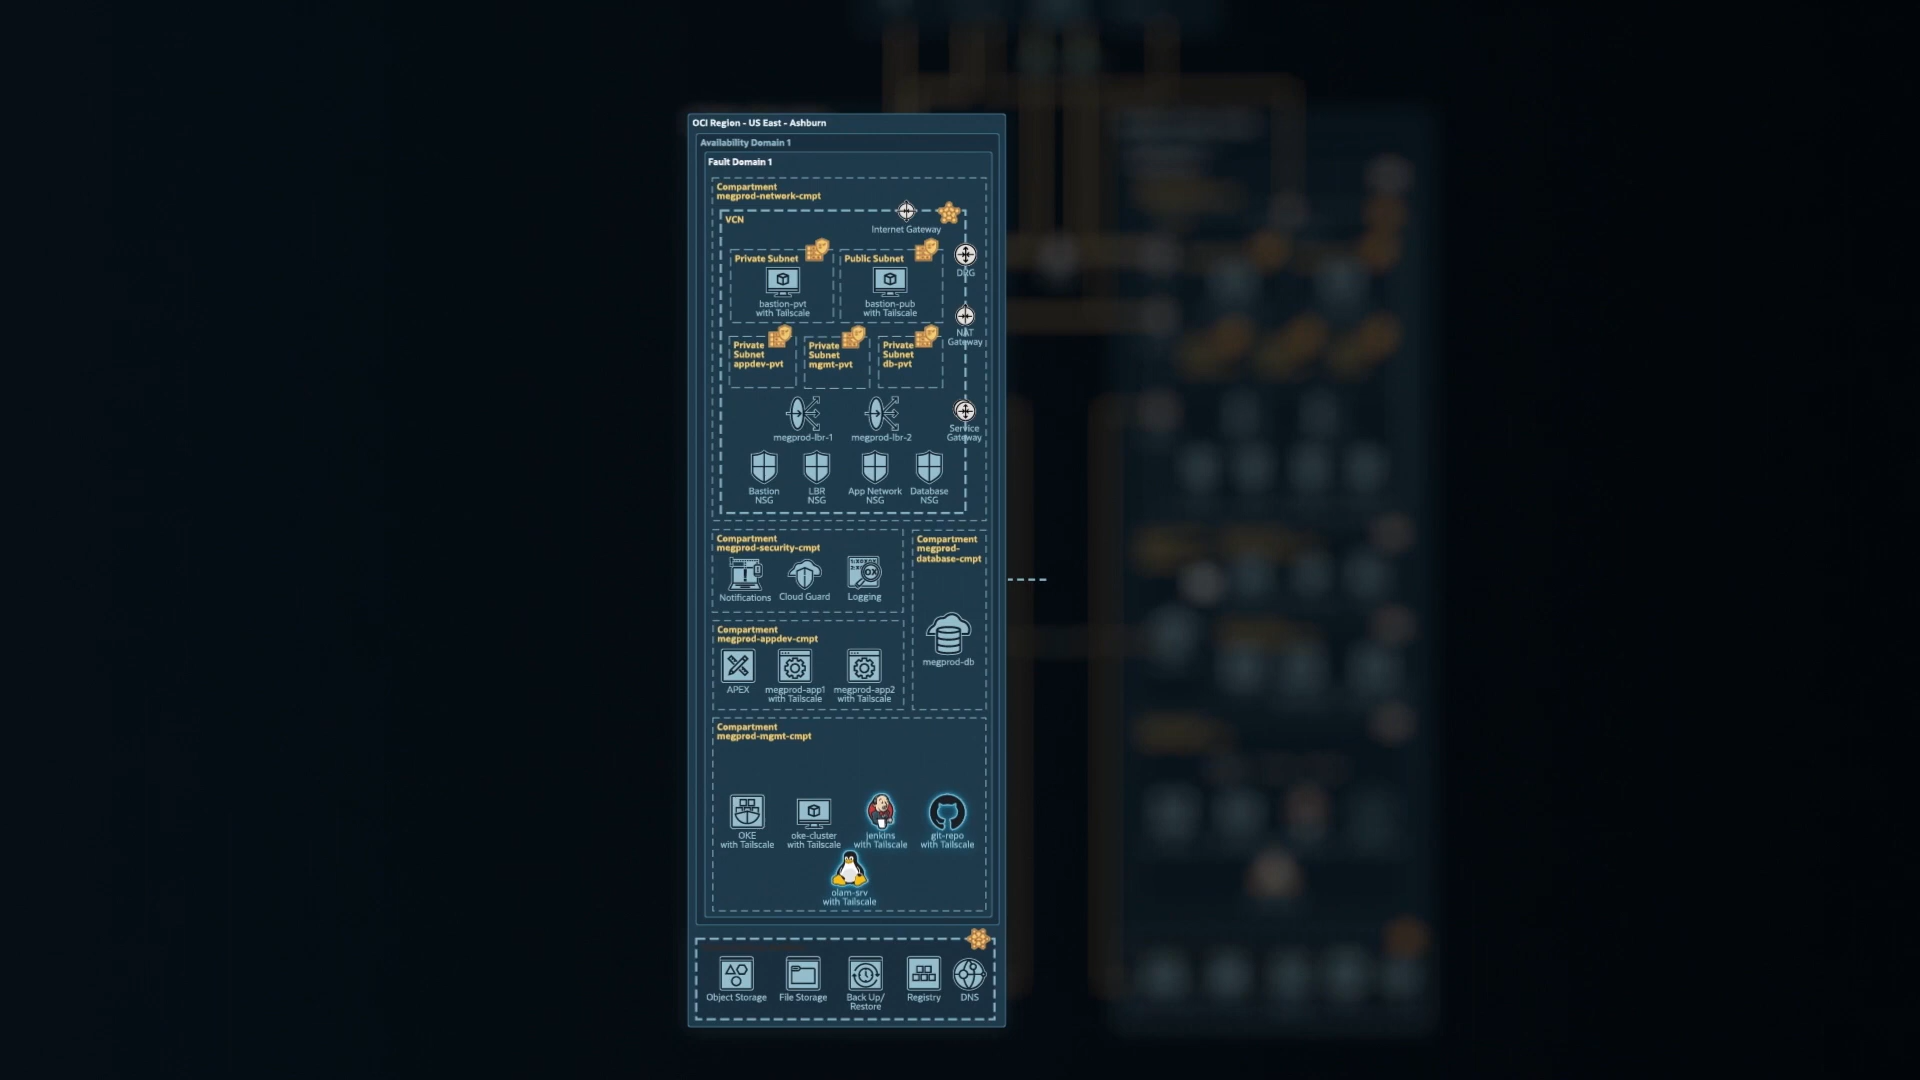 OCI Region - US East - Ashburn
Availability Domain 1
Fault Domain 1
Compartment
megprod-network-cmpt
VCN
Internet Gateway
DRG
Private Subnet
bastion-pvt
with Tailscale
Public Subnet
bastion-pub
with Tailscale
NAT
Gateway
Private
Subnet
appdev-pvt
Private
Subnet
mgmt-pvt
Private
Subnet
db-pvt
megprod-lbr-1
megprod-lbr-2
Service
Gateway
Bastion
NSG
LBR
NSG
App Network
NSG
Database
NSG
Compartment
megprod-security-cmpt
Notifications
Cloud Guard
Logging
Compartment
megprod-
database-cmpt
megprod-db
Compartment
megprod-appdev-cmpt
APEX
megprod-app1
with Tailscale
megprod-app2
with Tailscale
Compartment
megprod-mgmt-cmpt
OKE
with Tailscale
oke-cluster
with Tailscale
jenkins
with Tailscale
git-repo
with Tailscale
olam-srv
with Tailscale
Object Storage
File Storage
Back Up/
Restore
Registry
DNS